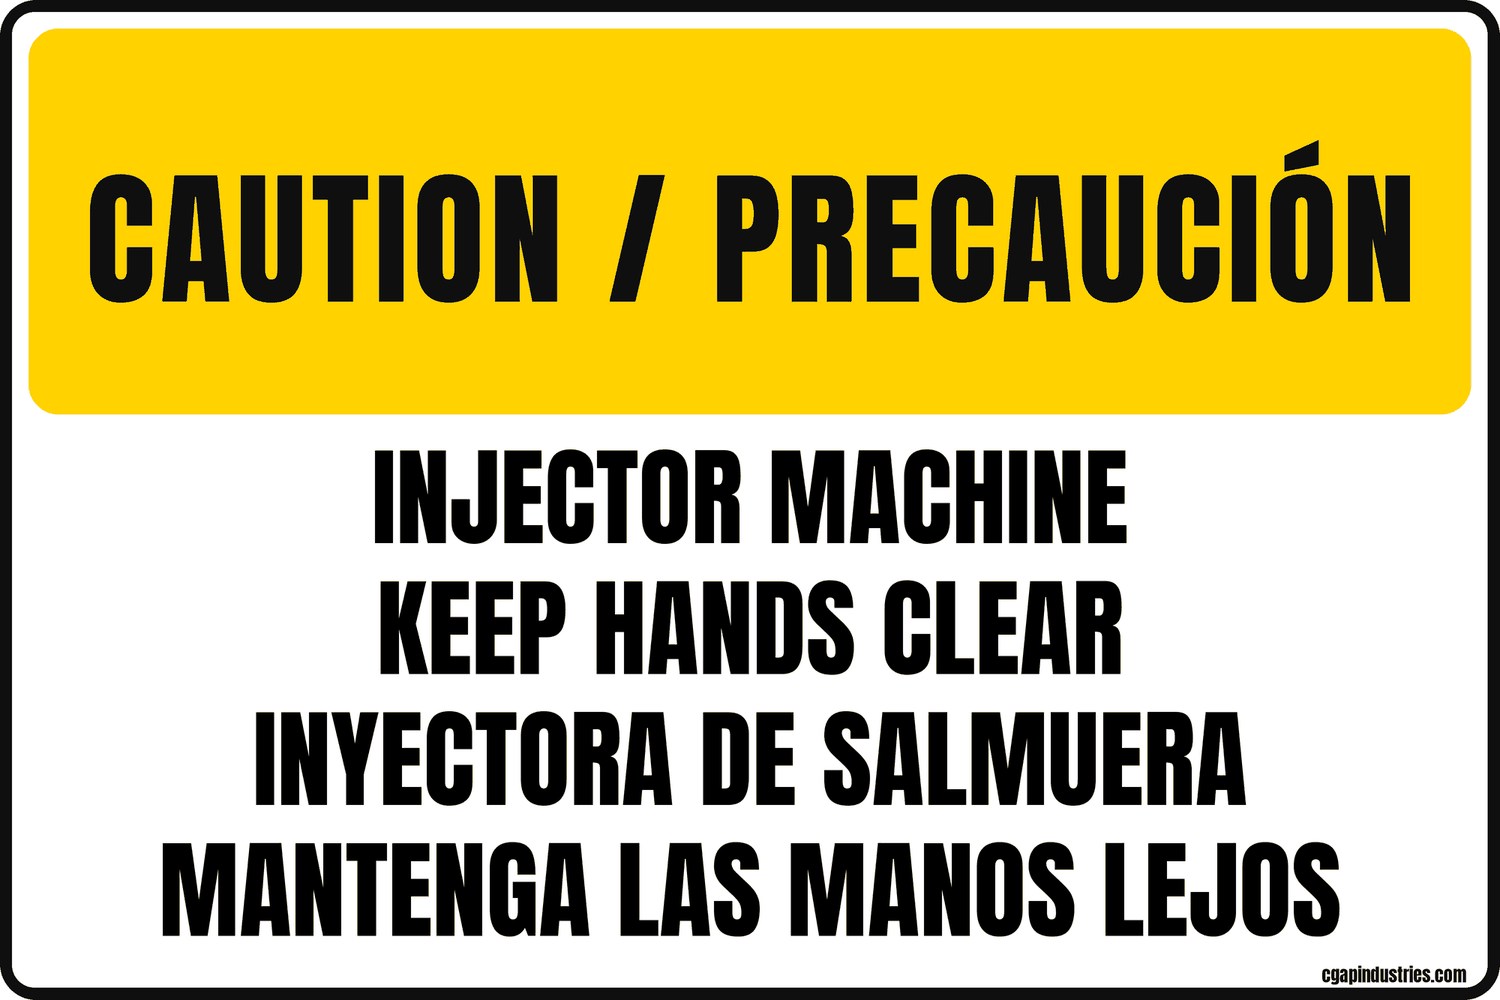 CAUTION / PRECAUCIÓN
INJECTOR MACHINE
KEEP HANDS CLEAR
INYECTORA DE SALMUERA
MANTENGA LAS MANOS LEJOS
cgapindustries.com